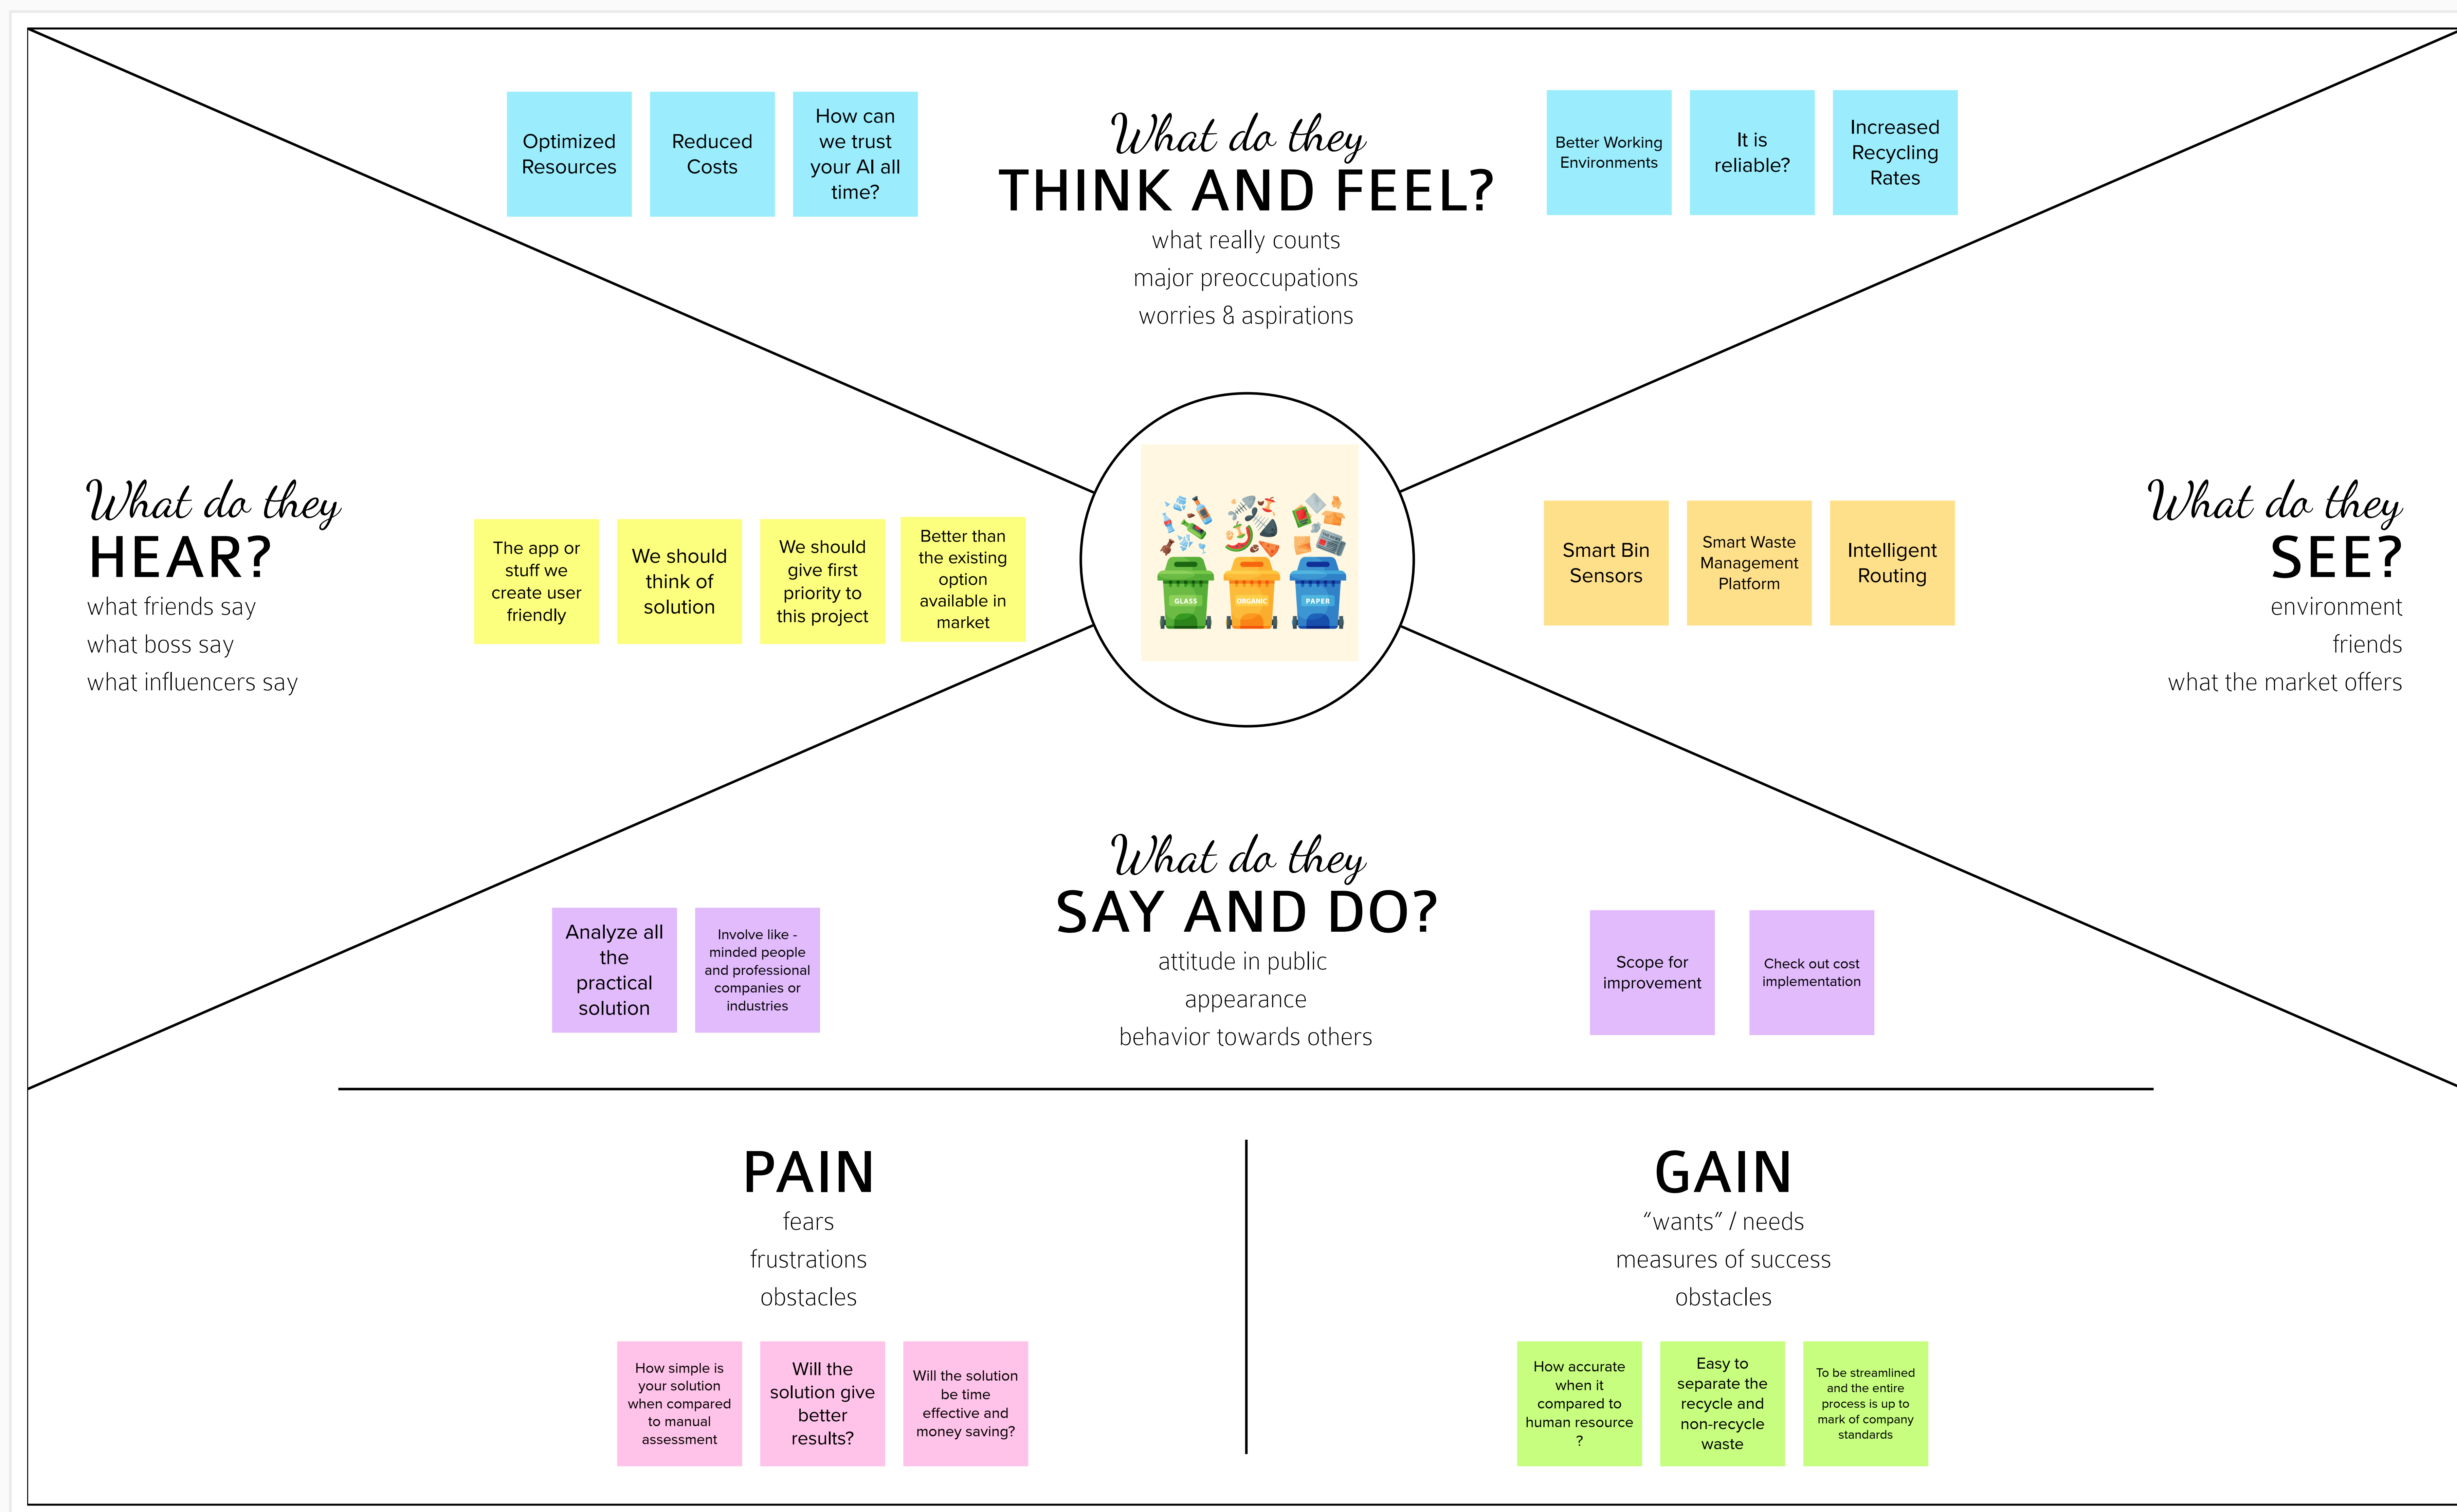 Optimized
Resources
Reduced
Costs
How can
we trust
your AI all
time?
What do they
THINK AND FEEL?
what really counts
major preoccupations
worries & aspirations
Better Working
Environments
It is
reliable?
Increased
Recycling
Rates
What do they
HEAR?
what friends say
what boss say
what influencers say
The app or
stuff we
create user
friendly
We should
think of
solution
We should
give first
priority to
this project
Better than
the existing
option
available in
market
GLASS
ORGANIC
PAPER
Smart Bin
Sensors
Smart Waste
Management
Platform
Intelligent
Routing
What do they
SEE?
environment
friends
what the market offers
Analyze all
the
practical
solution
Involve like -
minded people
and professional
companies or
industries
What do they
SAY AND DO?
attitude in public
appearance
behavior towards others
Scope for
improvement
Check out cost
implementation
PAIN
fears
frustrations
obstacles
How simple is
your solution
when compared
to manual
assessment
Will the
solution give
better
results?
Will the solution
be time
effective and
money saving?
GAIN
“wants” / needs
measures of success
obstacles
How accurate
when it
compared to
human resource
?
Easy to
separate the
recycle and
non-recycle
waste
To be streamlined
and the entire
process is up to
mark of company
standards